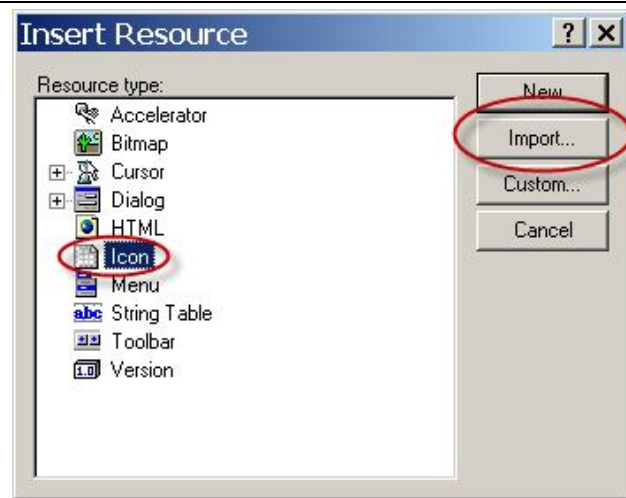 Insert Resource
Resource type:
Accelerator
Bitmap
Cursor
Dialog
HTML
Icon
Menu
abc String Table
Toolbar
1.0 Version
New
Import...
Custom...
Cancel